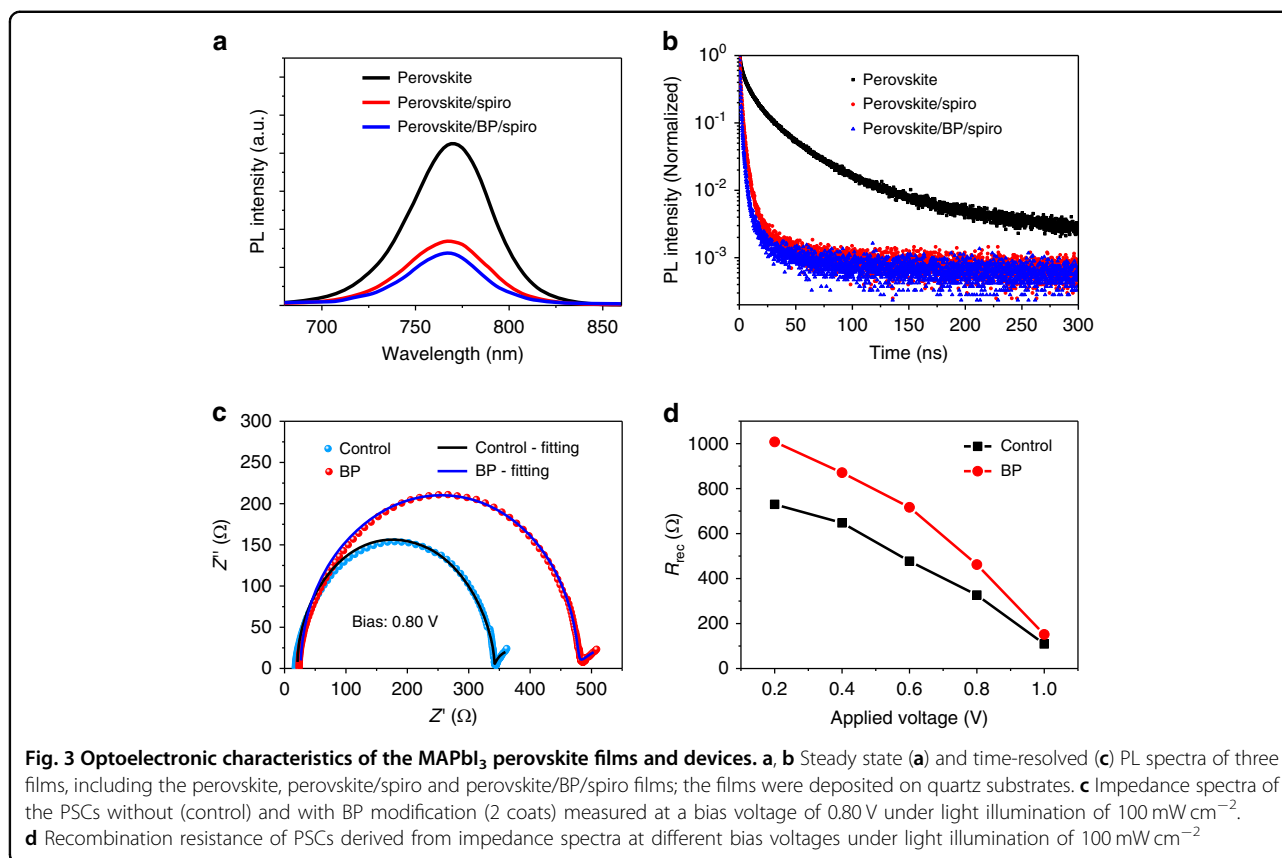 a
Perovskite
Perovskite/spiro
Perovskite/BP/spiro
PL intensity (a.u.)
700 750 800 850
Wavelength (nm)
b
Perovskite
Perovskite/spiro
Perovskite/BP/spiro
PL intensity (Normalized)
10⁰
10⁻¹
10⁻²
10⁻³
0 50 100 150 200 250 300
Time (ns)
c
Control
BP
Control - fitting
BP - fitting
Bias: 0.80 V
Z'' (Ω)
300
250
200
150
100
50
0
0 100 200 300 400 500
Z' (Ω)
d
Control
BP
R_rec (Ω)
1000
800
600
400
200
0
0.2 0.4 0.6 0.8 1.0
Applied voltage (V)
Fig. 3 Optoelectronic characteristics of the MAPbI₃ perovskite films and devices. a, b Steady state (a) and time-resolved (c) PL spectra of three
films, including the perovskite, perovskite/spiro and perovskite/BP/spiro films; the films were deposited on quartz substrates. c Impedance spectra of
the PSCs without (control) and with BP modification (2 coats) measured at a bias voltage of 0.80 V under light illumination of 100 mW cm⁻².
d Recombination resistance of PSCs derived from impedance spectra at different bias voltages under light illumination of 100 mW cm⁻²